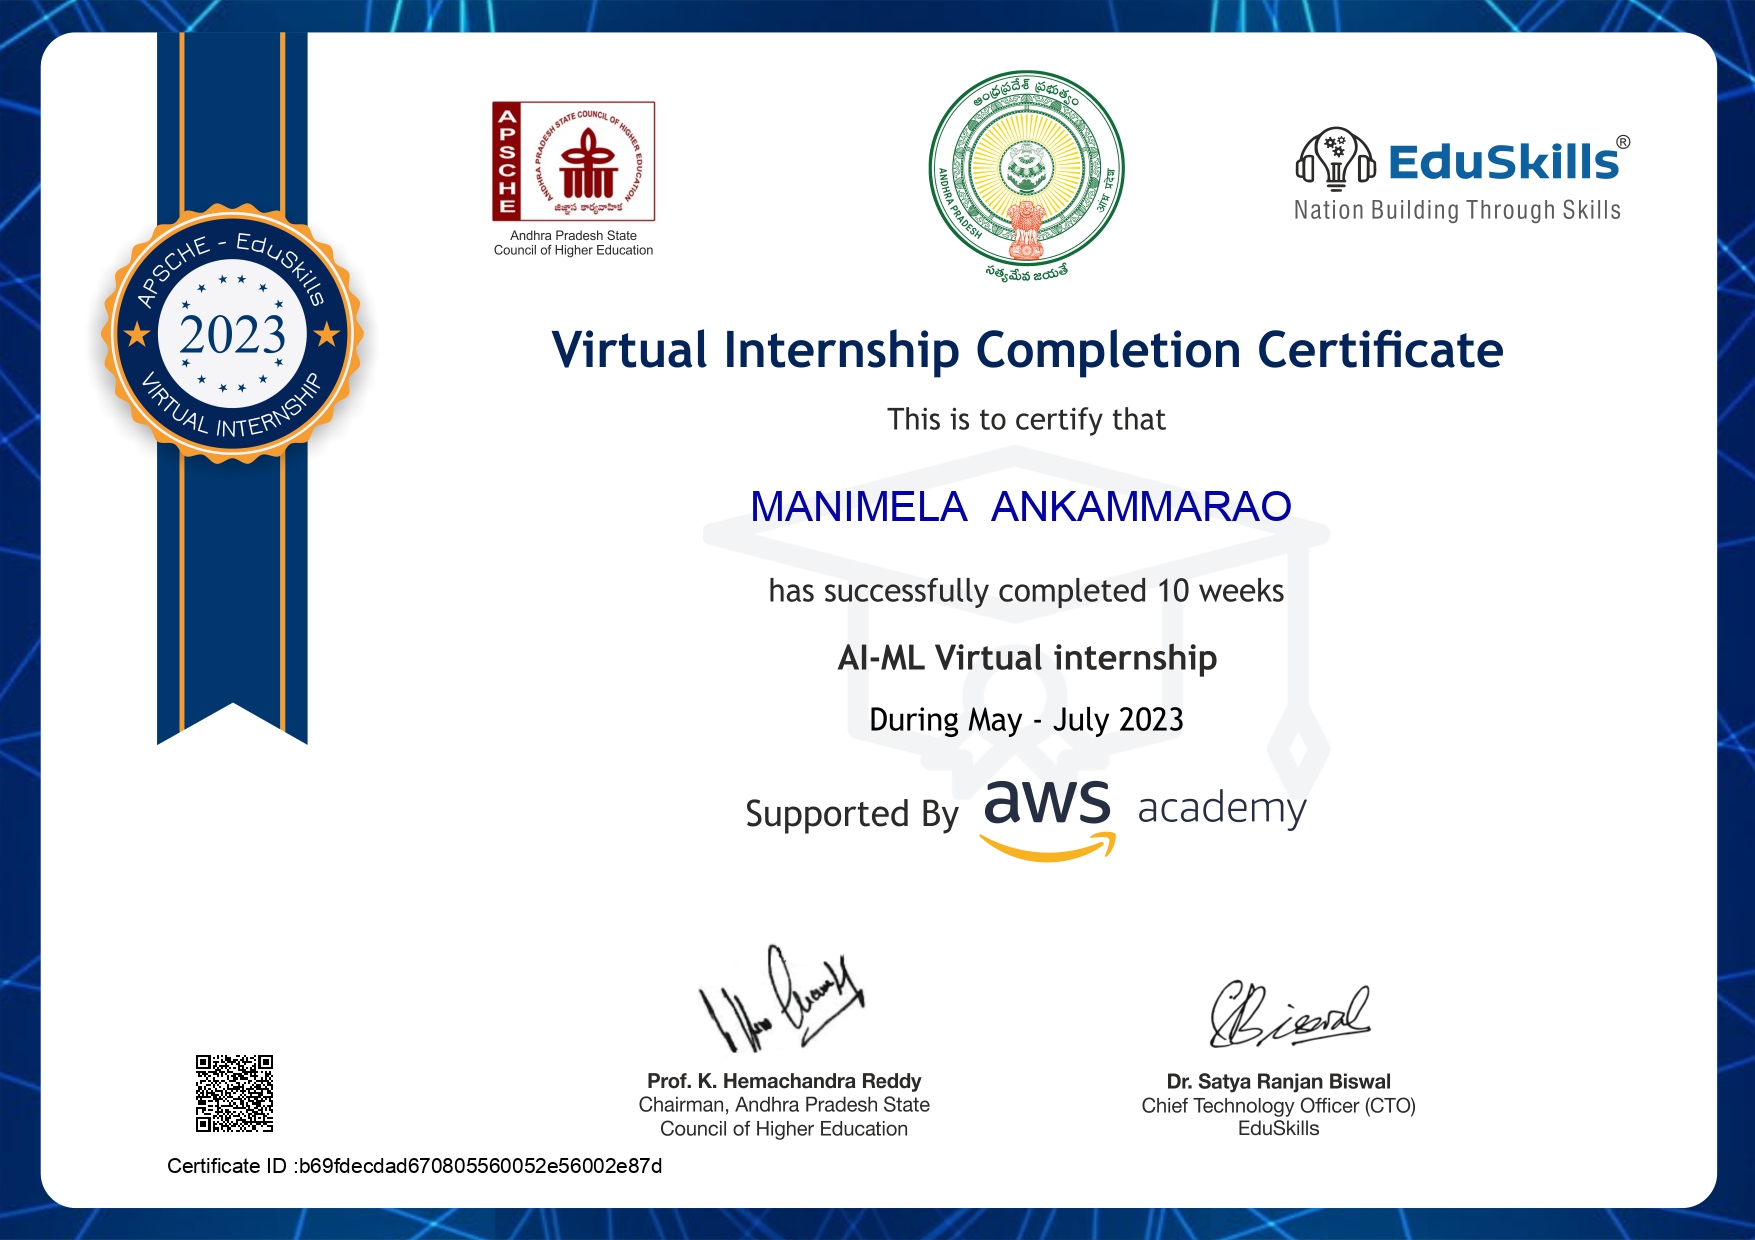 APSCHE
ANDHRA PRADESH STATE COUNCIL OF HIGHER EDUCATION
Andhra Pradesh State
Council of Higher Education
ఆంధ్రప్రదేశ్ ప్రభుత్వం
ANDHRA PRADESH
आंध्र प्रदेश
సత్యమేవ జయతే
EduSkills®
Nation Building Through Skills
APSCHE - EduSkills
2023
VIRTUAL INTERNSHIP
Virtual Internship Completion Certificate
This is to certify that
MANIMELA ANKAMMARAO
has successfully completed 10 weeks
AI-ML Virtual internship
During May - July 2023
Supported By aws academy
Prof. K. Hemachandra Reddy
Chairman, Andhra Pradesh State
Council of Higher Education
Dr. Satya Ranjan Biswal
Chief Technology Officer (CTO)
EduSkills
Certificate ID :b69fdecdad670805560052e56002e87d